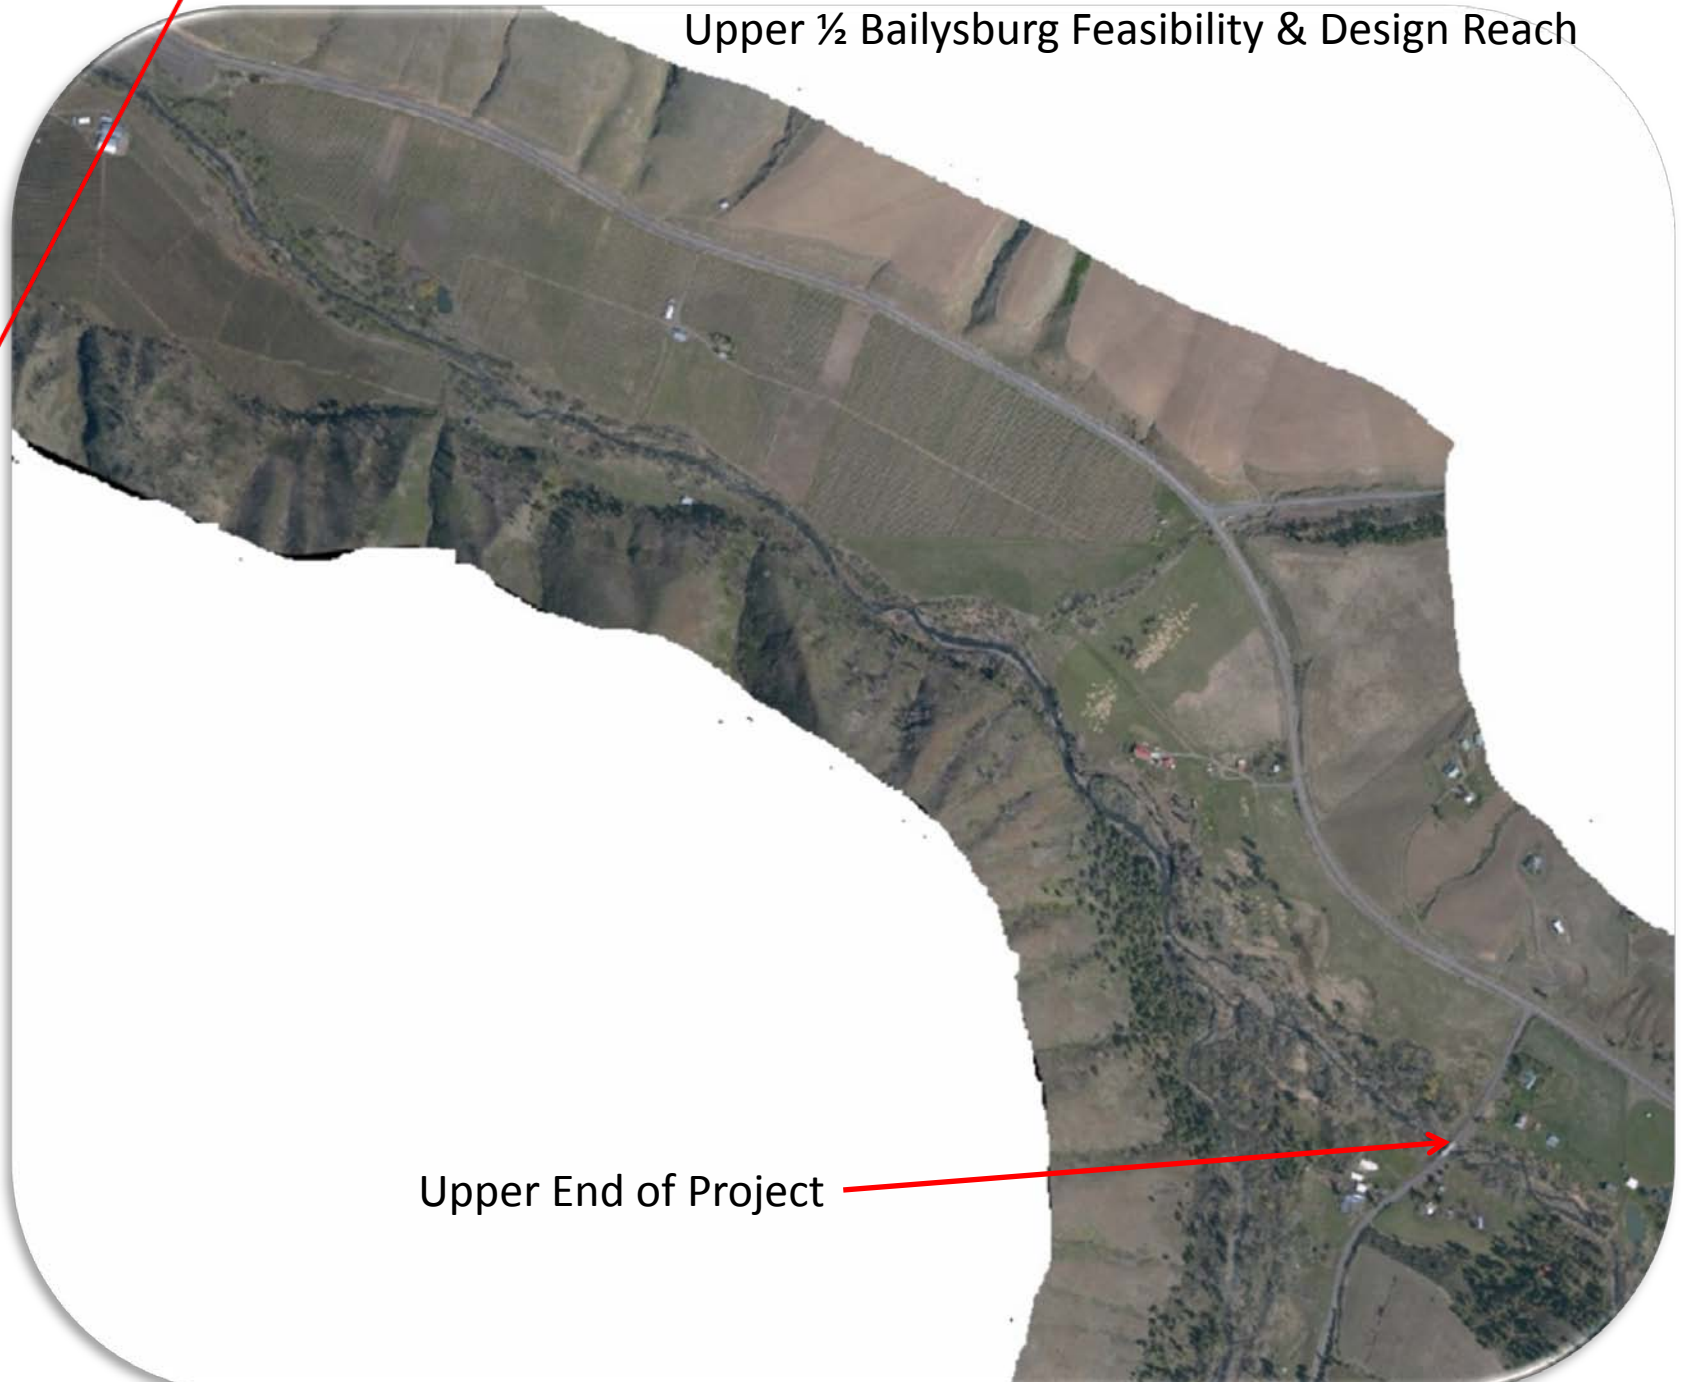 Upper ½ Bailysburg Feasibility & Design Reach
Upper End of Project